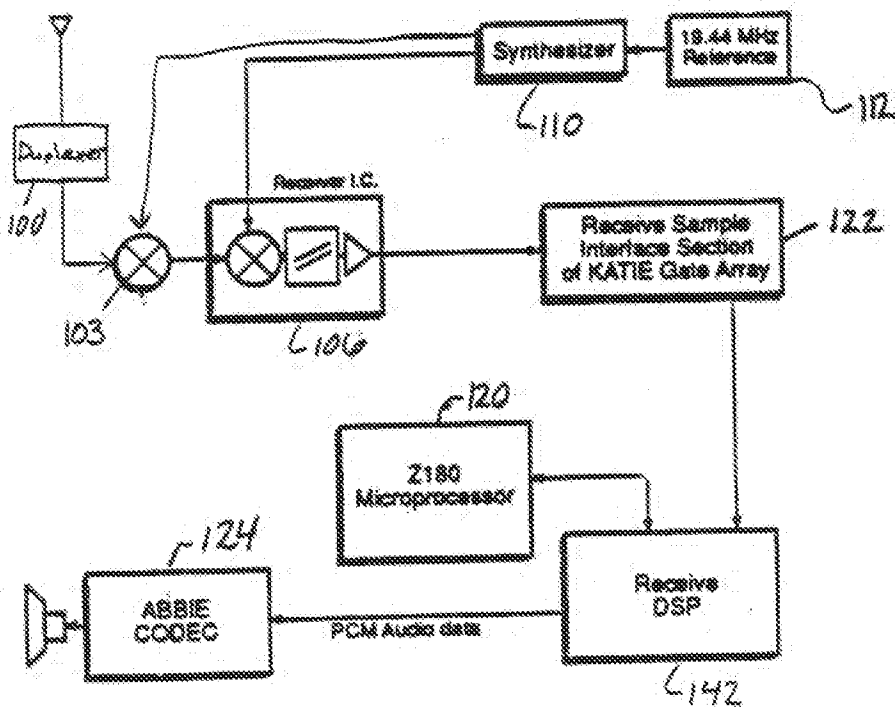 Synthesizer
19.44 MHz
Reference
110
112
Duplexer
100
Receiver I.C.
103
106
Receive Sample
Interface Section
of KATIE Gate Array
122
120
Z180
Microprocessor
124
ABBIE
CODEC
PCM Audio data
Receive
DSP
142